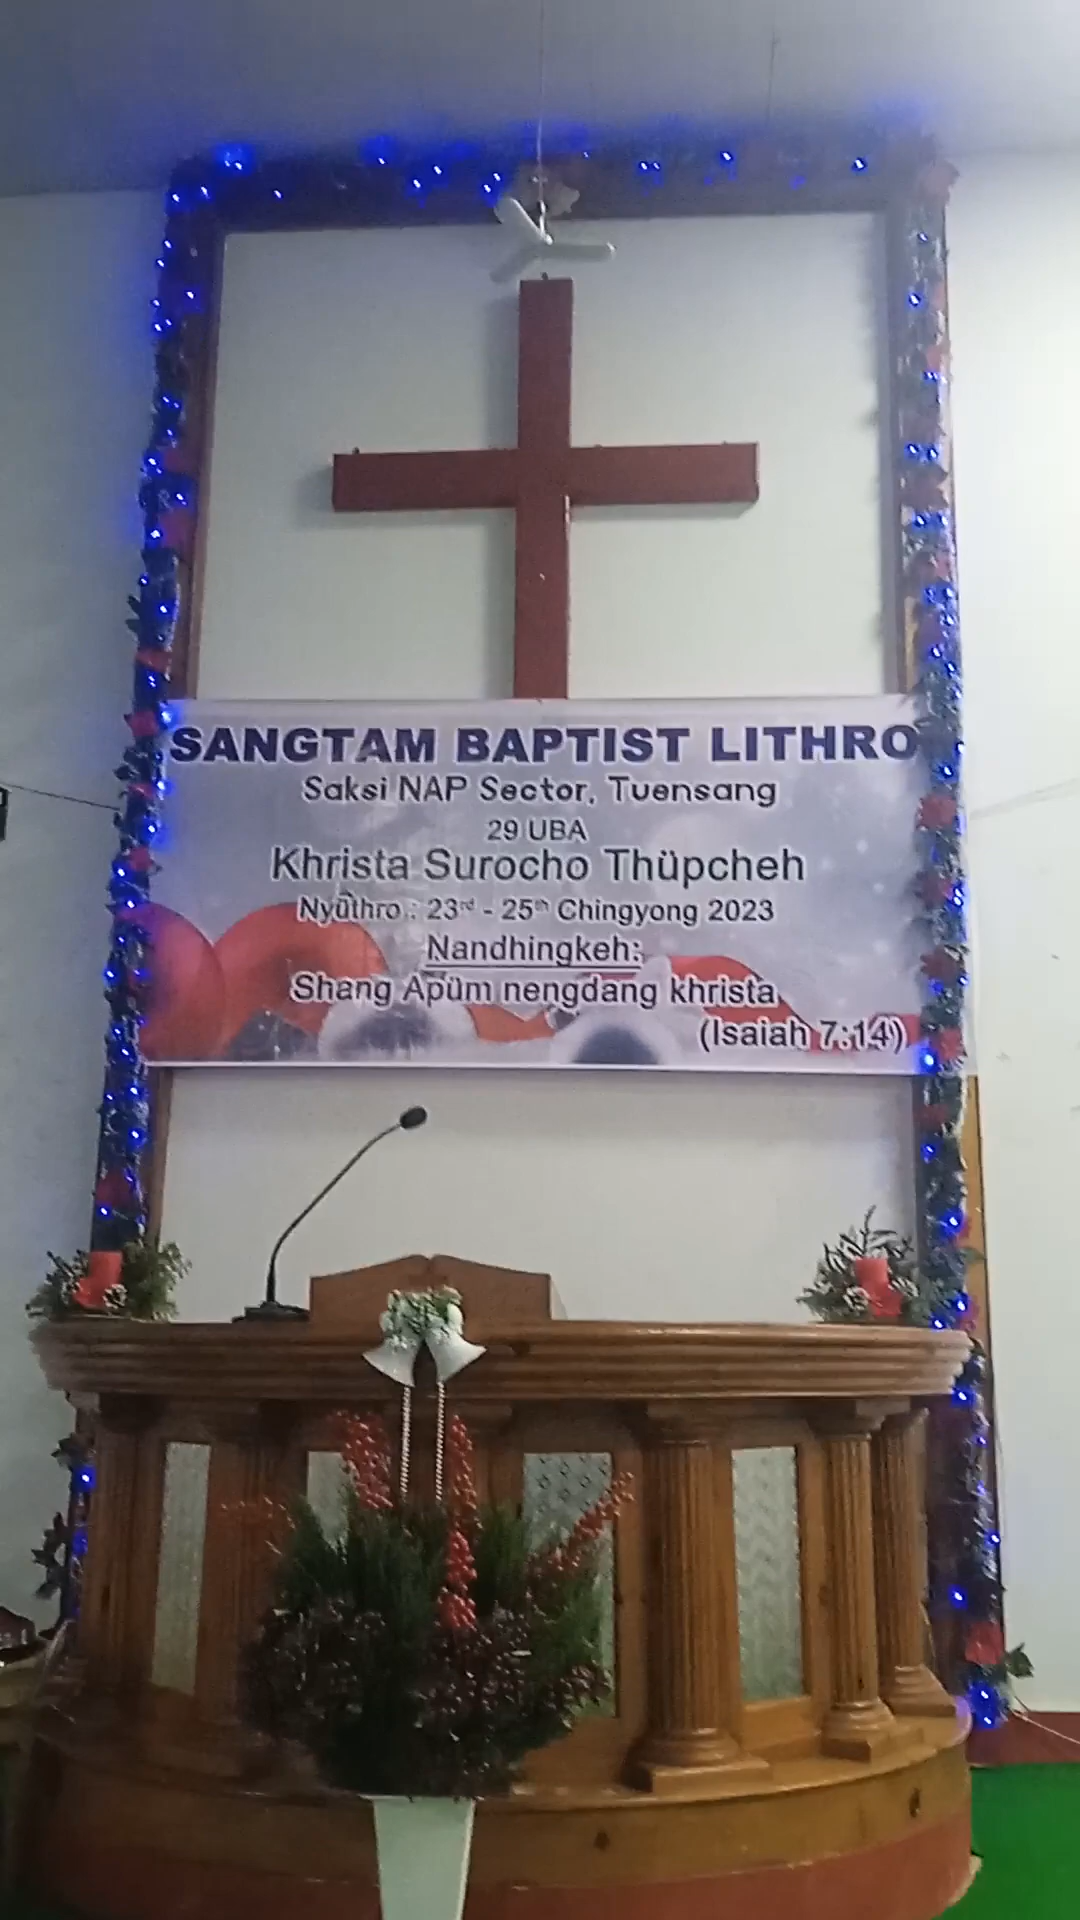 SANGTAM BAPTIST LITHRO
Saksi NAP Sector, Tuensang
29 UBA
Khrista Surocho Thüpcheh
Nyüthro : 23rd - 25th Chingyong 2023
Nandhingkeh:
Shang Apüm nengdang khrista
(Isaiah 7:14)